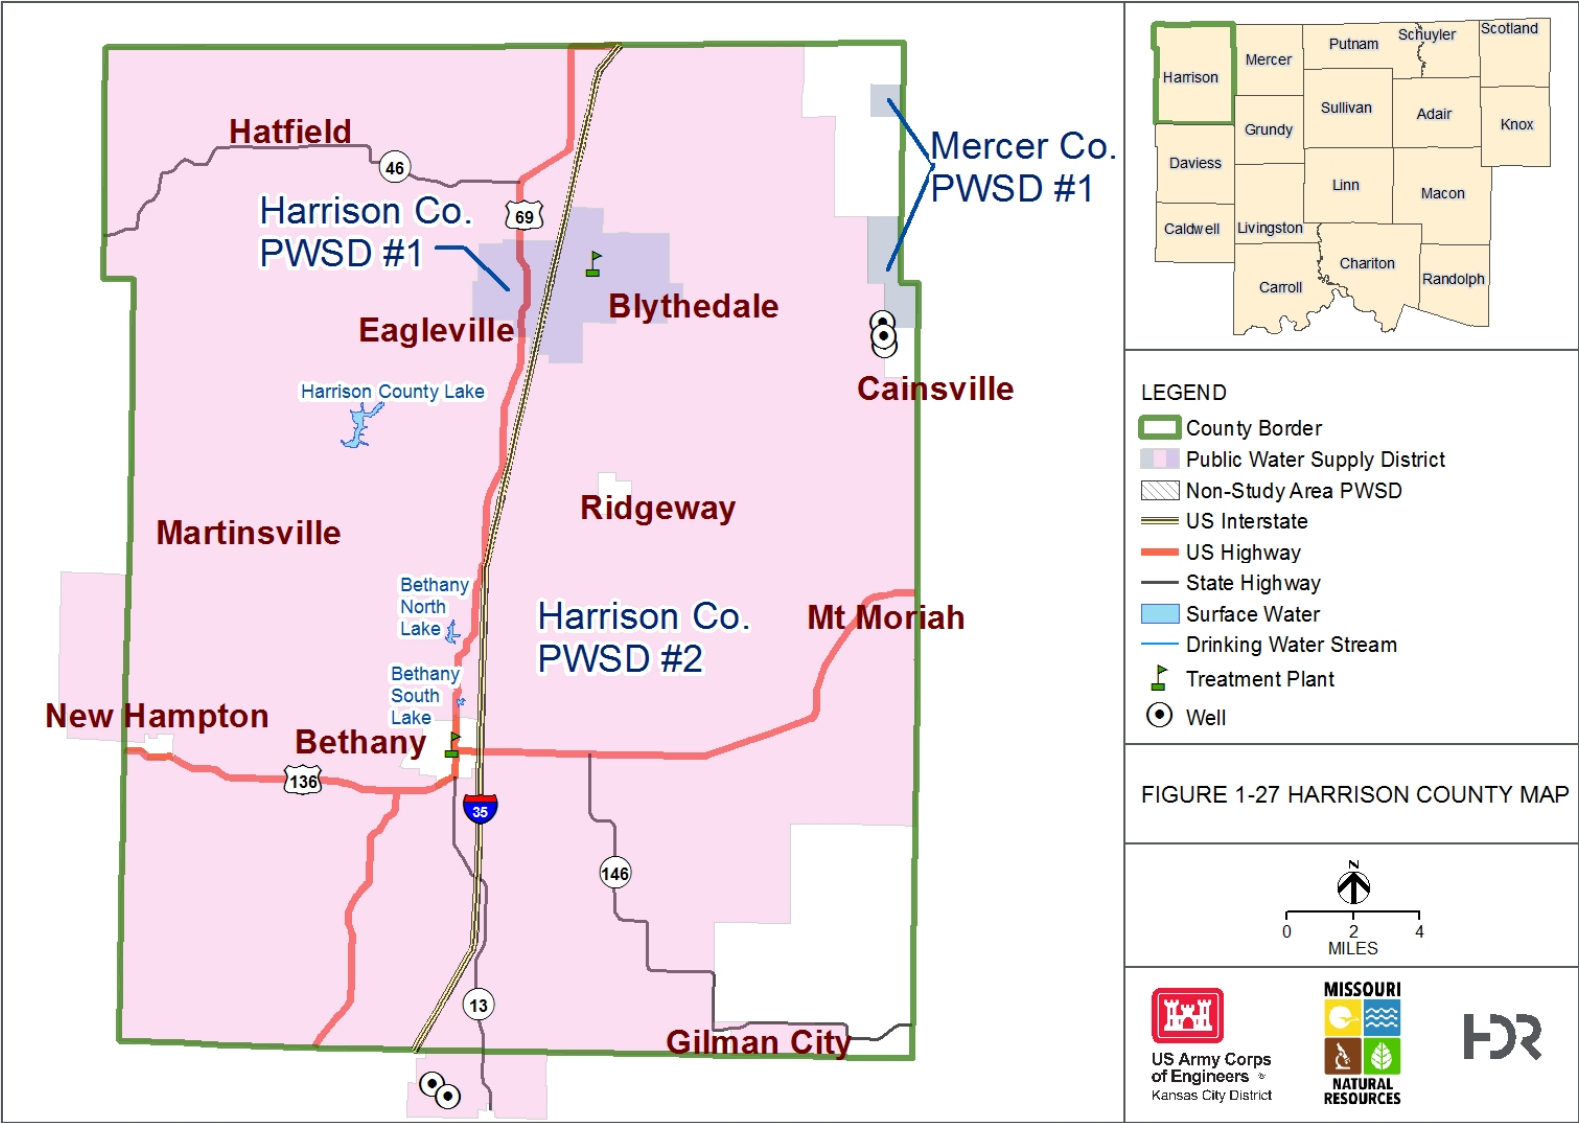 Hatfield
46
Harrison Co.
PWSD #1
69
Mercer Co.
PWSD #1
Blythedale
Eagleville
Harrison County Lake
Cainsville
Ridgeway
Martinsville
Bethany
North
Lake
Harrison Co.
PWSD #2
Mt Moriah
Bethany
South
Lake
New Hampton
Bethany
136
35
146
13
Gilman City
Harrison
Mercer
Putnam
Schuyler
Scotland
Sullivan
Adair
Knox
Grundy
Daviess
Linn
Macon
Caldwell
Livingston
Chariton
Randolph
Carroll
LEGEND
County Border
Public Water Supply District
Non-Study Area PWSD
US Interstate
US Highway
State Highway
Surface Water
Drinking Water Stream
Treatment Plant
Well
FIGURE 1-27 HARRISON COUNTY MAP
N
0 2 4
MILES
US Army Corps
of Engineers
Kansas City District
MISSOURI
NATURAL
RESOURCES
HDR